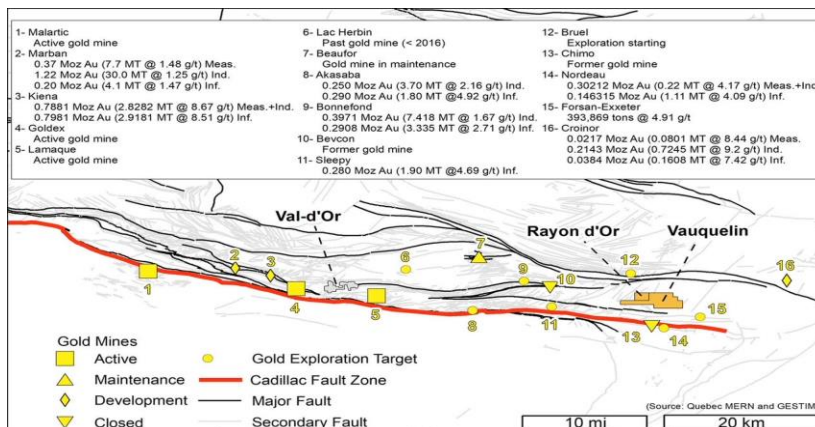 1- Malartic
Active gold mine
2- Marban
0.37 Moz Au (7.7 MT @ 1.48 g/t) Meas.
1.22 Moz Au (30.0 MT @ 1.25 g/t) Ind.
0.20 Moz Au (4.1 MT @ 1.47 g/t) Inf.
3- Kiena
0.7881 Moz Au (2.8282 MT @ 8.67 g/t) Meas.+Ind.
0.7981 Moz Au (2.9181 MT @ 8.51 g/t) Inf.
4- Goldex
Active gold mine
5- Lamaque
Active gold mine
6- Lac Herbin
Past gold mine (< 2016)
7- Beaufor
Gold mine in maintenance
8- Akasaba
0.250 Moz Au (3.70 MT @ 2.16 g/t) Ind.
0.290 Moz Au (1.80 MT @4.92 g/t) Inf.
9- Bonnefond
0.3971 Moz Au (7.418 MT @ 1.67 g/t) Ind.
0.2908 Moz Au (3.335 MT @ 2.71 g/t) Inf.
10- Bevcon
Former gold mine
11- Sleepy
0.280 Moz Au (1.90 MT @4.69 g/t) Inf.
12- Bruel
Exploration starting
13- Chimo
Former gold mine
14- Nordeau
0.30212 Moz Au (0.22 MT @ 4.17 g/t) Meas.+Ind
0.146315 Moz Au (1.11 MT @ 4.09 g/t) Inf.
15- Forsan-Exxeter
393,869 tons @ 4.91 g/t
16- Croinor
0.0217 Moz Au (0.0801 MT @ 8.44 g/t) Meas.
0.2143 Moz Au (0.7245 MT @ 9.2 g/t) Ind.
0.0384 Moz Au (0.1608 MT @ 7.42 g/t) Inf.
Val-d'Or
Rayon d'Or
Vauquelin
1
2
3
4
5
6
7
8
9
10
11
12
13
14
15
16
Gold Mines
Active
Maintenance
Development
Closed
Gold Exploration Target
Cadillac Fault Zone
Major Fault
Secondary Fault
(Source: Quebec MERN and GESTIM
10 mi
20 km